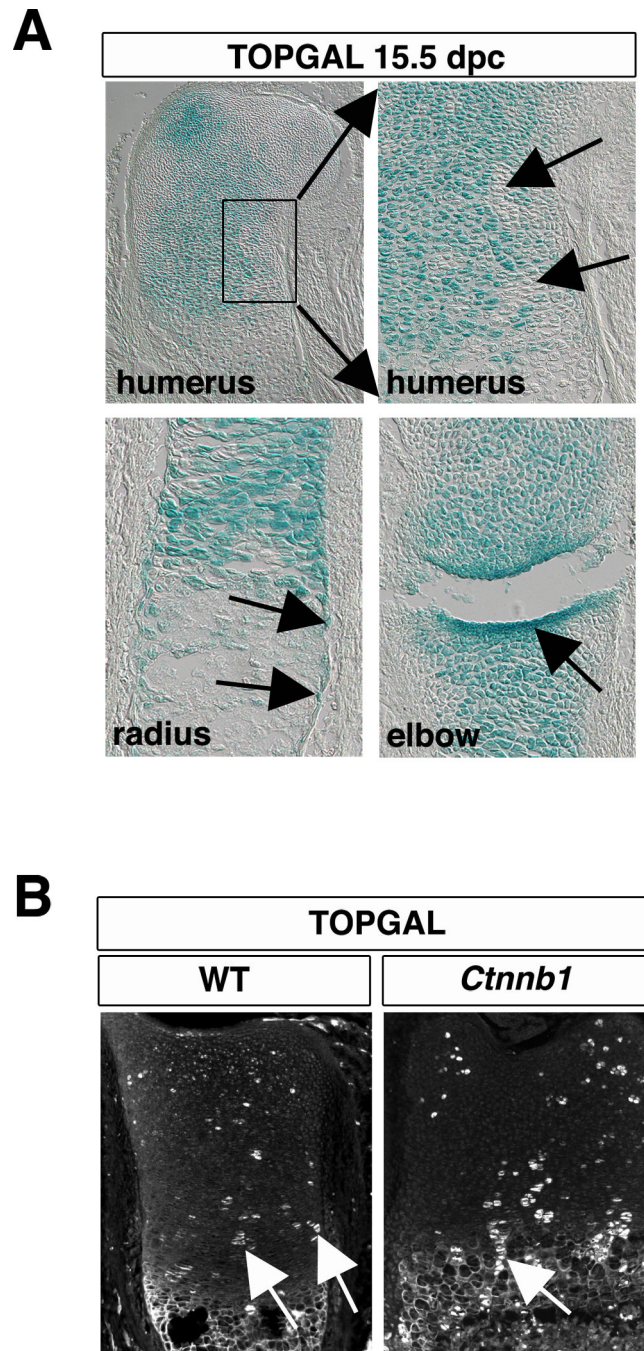 A
TOPGAL 15.5 dpc
humerus
humerus
radius
elbow
B
TOPGAL
WT
Ctnnb1